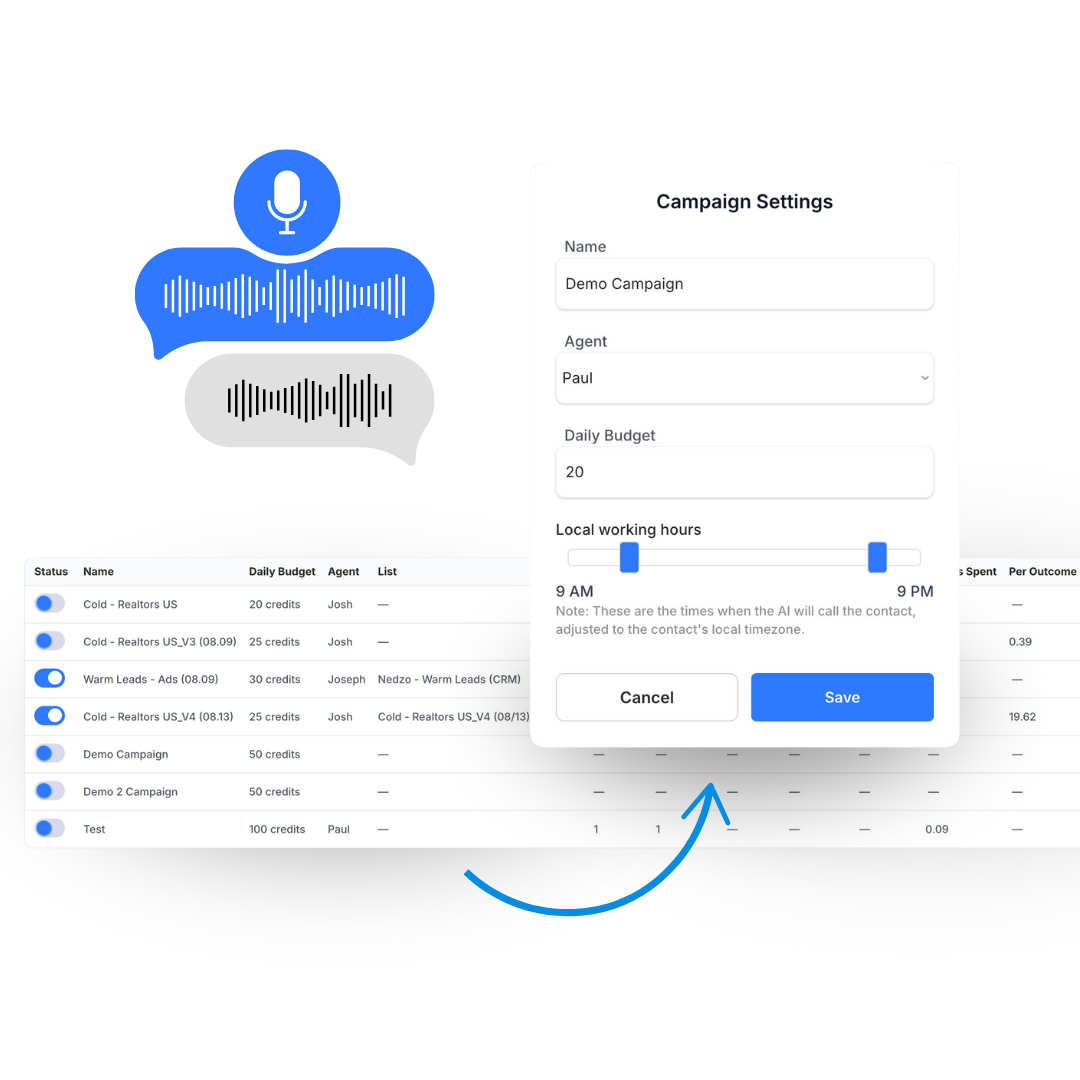 Campaign Settings
Name
Demo Campaign
Agent
Paul
Daily Budget
20
Local working hours
9 AM 9 PM
Note: These are the times when the AI will call the contact,
adjusted to the contact's local timezone.
Cancel Save
Status Name Daily Budget Agent List s Spent Per Outcome
Cold - Realtors US 20 credits Josh — —
Cold - Realtors US_V3 (08.09) 25 credits Josh — 0.39
Warm Leads - Ads (08.09) 30 credits Joseph Nedzo - Warm Leads (CRM) —
Cold - Realtors US_V4 (08.13) 25 credits Josh Cold - Realtors US_V4 (08/13) 19.62
Demo Campaign 50 credits — — — — — — — —
Demo 2 Campaign 50 credits — — — — — — — —
Test 100 credits Paul — 1 1 — — — 0.09 —